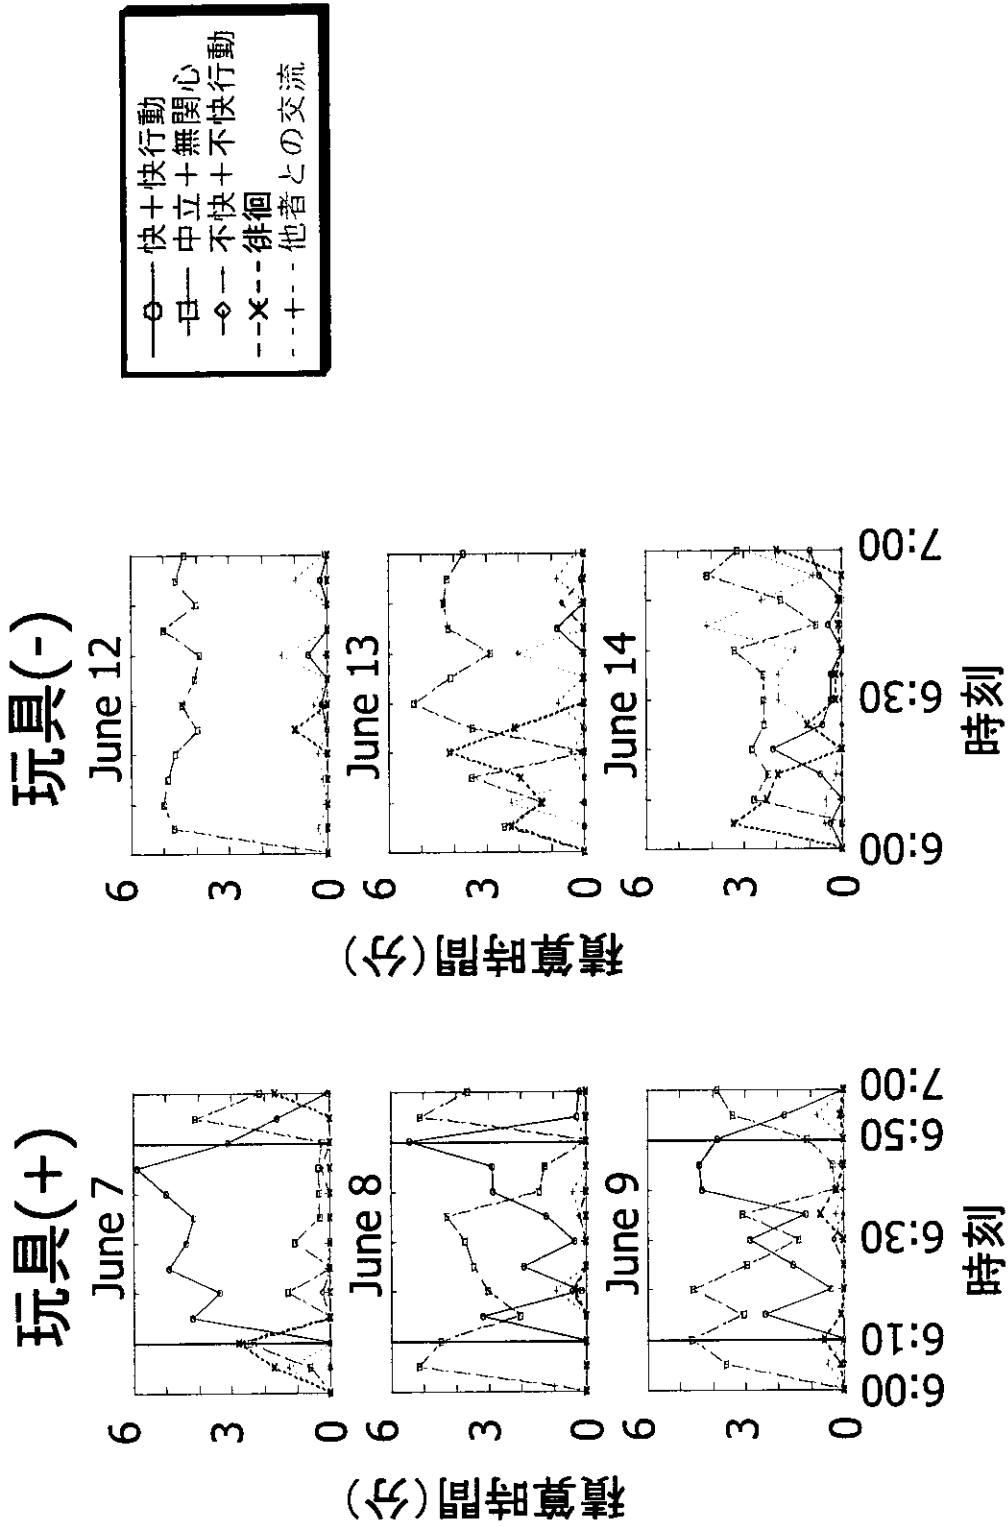 玩具(+)
玩具(-)
June 7
6
3
0
June 8
6
3
0
June 9
6
3
0
積算時間(分)
6:00
6:10
6:30
6:50
7:00
時刻
June 12
6
3
0
June 13
6
3
0
June 14
6
3
0
積算時間(分)
6:00
6:30
7:00
時刻
快+快行動
中立+無関心
不快+不快行動
徘徊
他者との交流